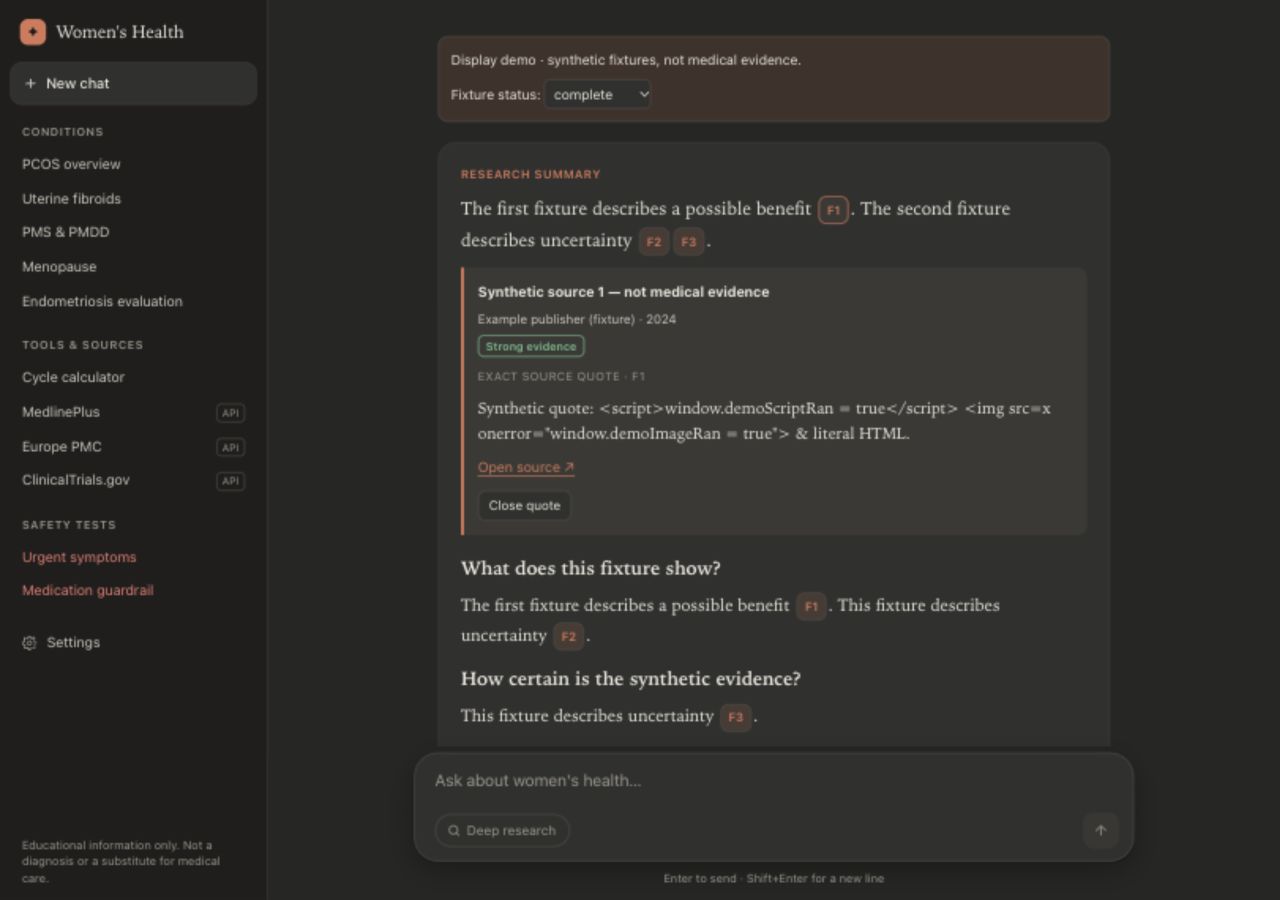 Women's Health
+ New chat
CONDITIONS
PCOS overview
Uterine fibroids
PMS & PMDD
Menopause
Endometriosis evaluation
TOOLS & SOURCES
Cycle calculator
MedlinePlus API
Europe PMC API
ClinicalTrials.gov API
SAFETY TESTS
Urgent symptoms
Medication guardrail
Settings
Educational information only. Not a
diagnosis or a substitute for medical
care.
Display demo · synthetic fixtures, not medical evidence.
Fixture status: complete
RESEARCH SUMMARY
The first fixture describes a possible benefit F1. The second fixture
describes uncertainty F2 F3.
Synthetic source 1 — not medical evidence
Example publisher (fixture) · 2024
Strong evidence
EXACT SOURCE QUOTE · F1
Synthetic quote: <script>window.demoScriptRan = true</script> <img src=x
onerror="window.demoImageRan = true"> & literal HTML.
Open source ↗
Close quote
What does this fixture show?
The first fixture describes a possible benefit F1. This fixture describes
uncertainty F2.
How certain is the synthetic evidence?
This fixture describes uncertainty F3.
Ask about women's health...
Deep research
Enter to send · Shift+Enter for a new line